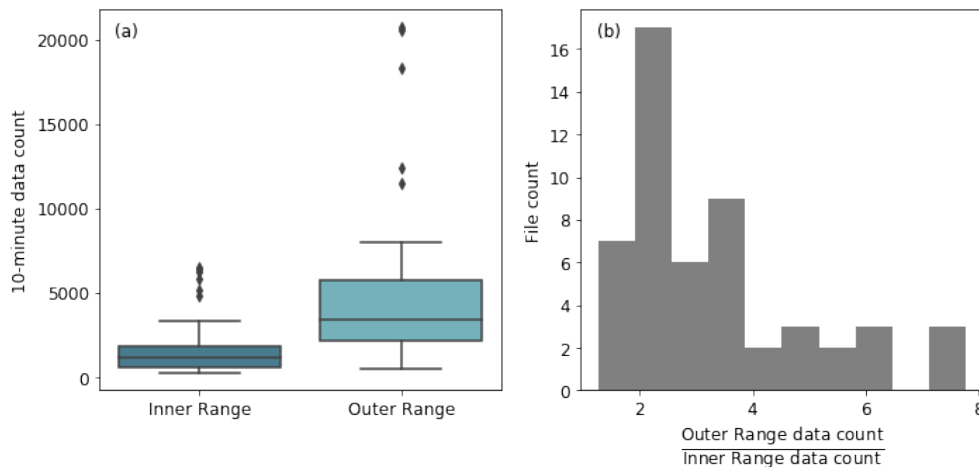 (a)
10-minute data count
20000
15000
10000
5000
0
Inner Range
Outer Range
(b)
File count
16
14
12
10
8
6
4
2
0
2
4
6
8
Outer Range data count
Inner Range data count